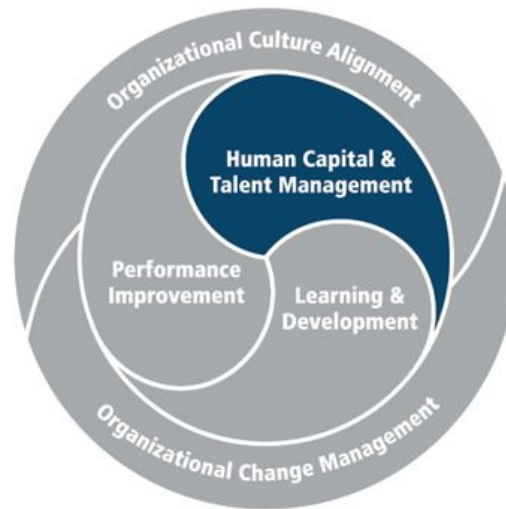 Organizational Culture Alignment
Human Capital &
Talent Management
Performance
Improvement
Learning &
Development
Organizational Change Management